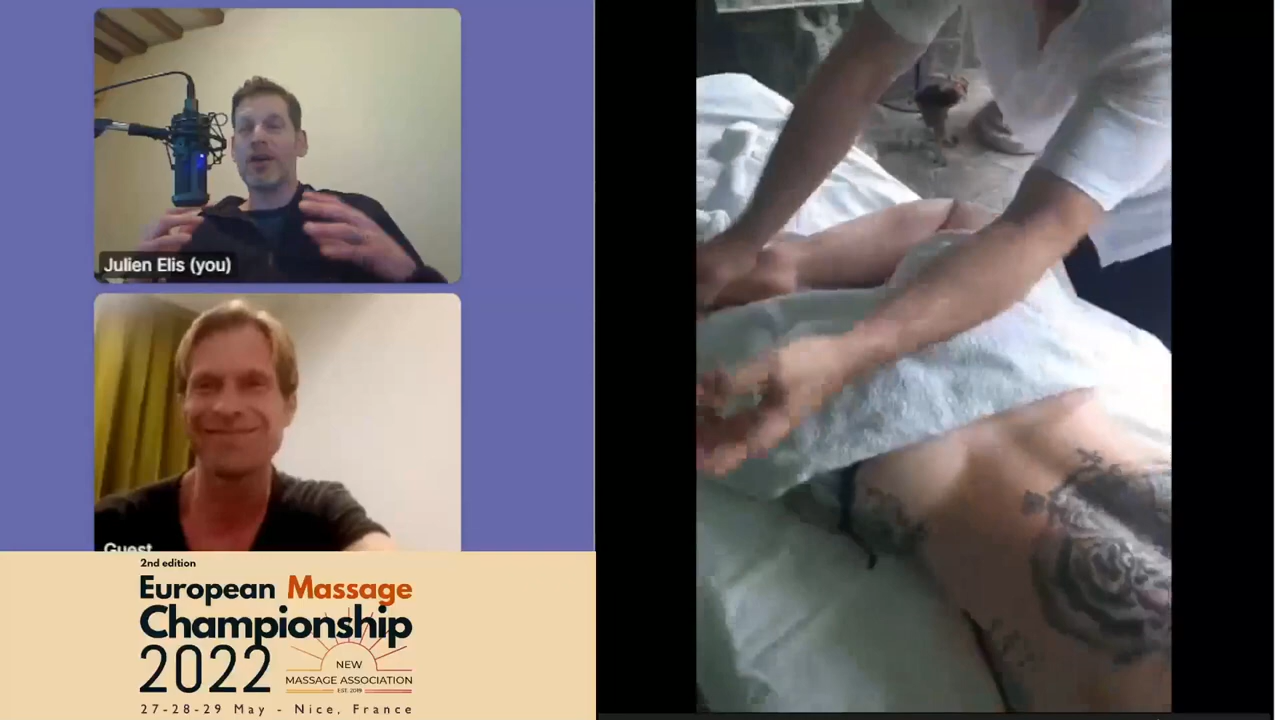 Julien Elis (you)
Guest
2nd edition
European Massage
Championship
2022
NEW
MASSAGE ASSOCIATION
EST. 2019
27-28-29 May - Nice, France